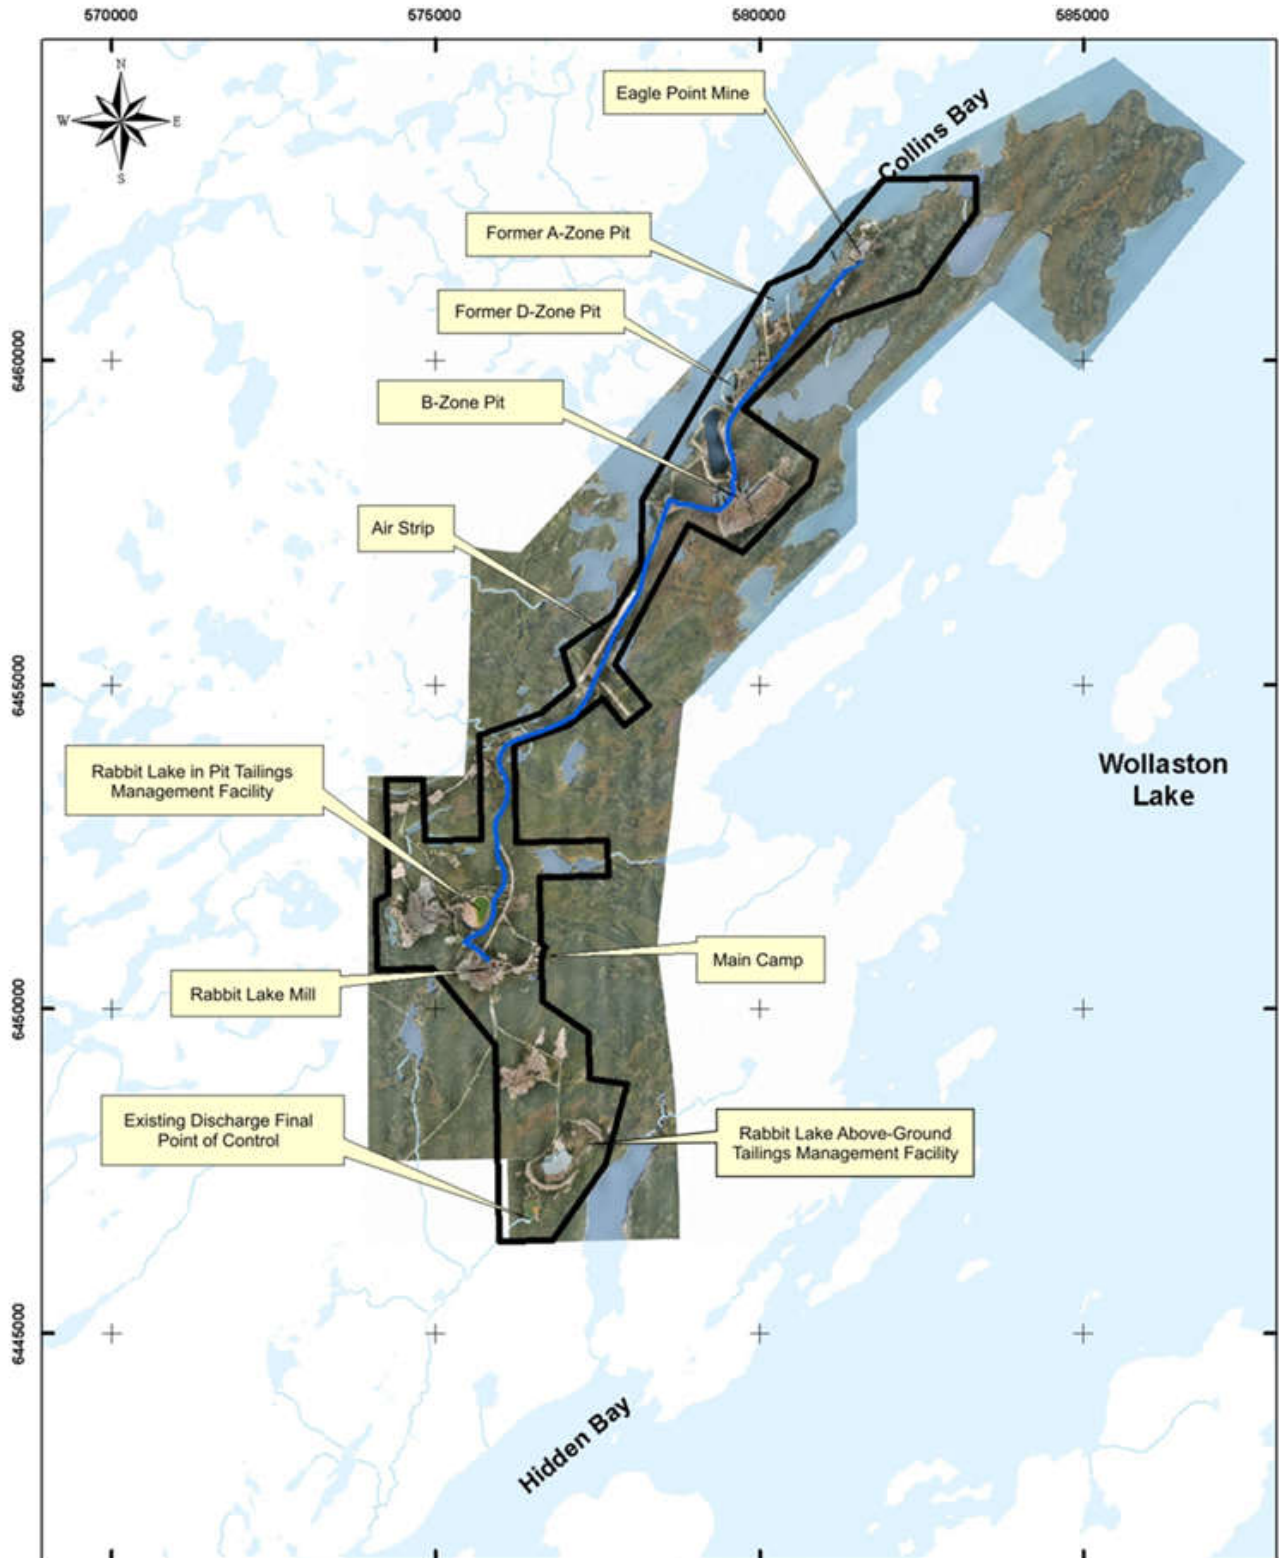 570000
575000
580000
585000
N
W
E
S
Eagle Point Mine
Collins Bay
Former A-Zone Pit
Former D-Zone Pit
6460000
B-Zone Pit
Air Strip
6455000
Wollaston
Lake
Rabbit Lake in Pit Tailings
Management Facility
Main Camp
Rabbit Lake Mill
6450000
Existing Discharge Final
Point of Control
Rabbit Lake Above-Ground
Tailings Management Facility
6445000
Hidden Bay